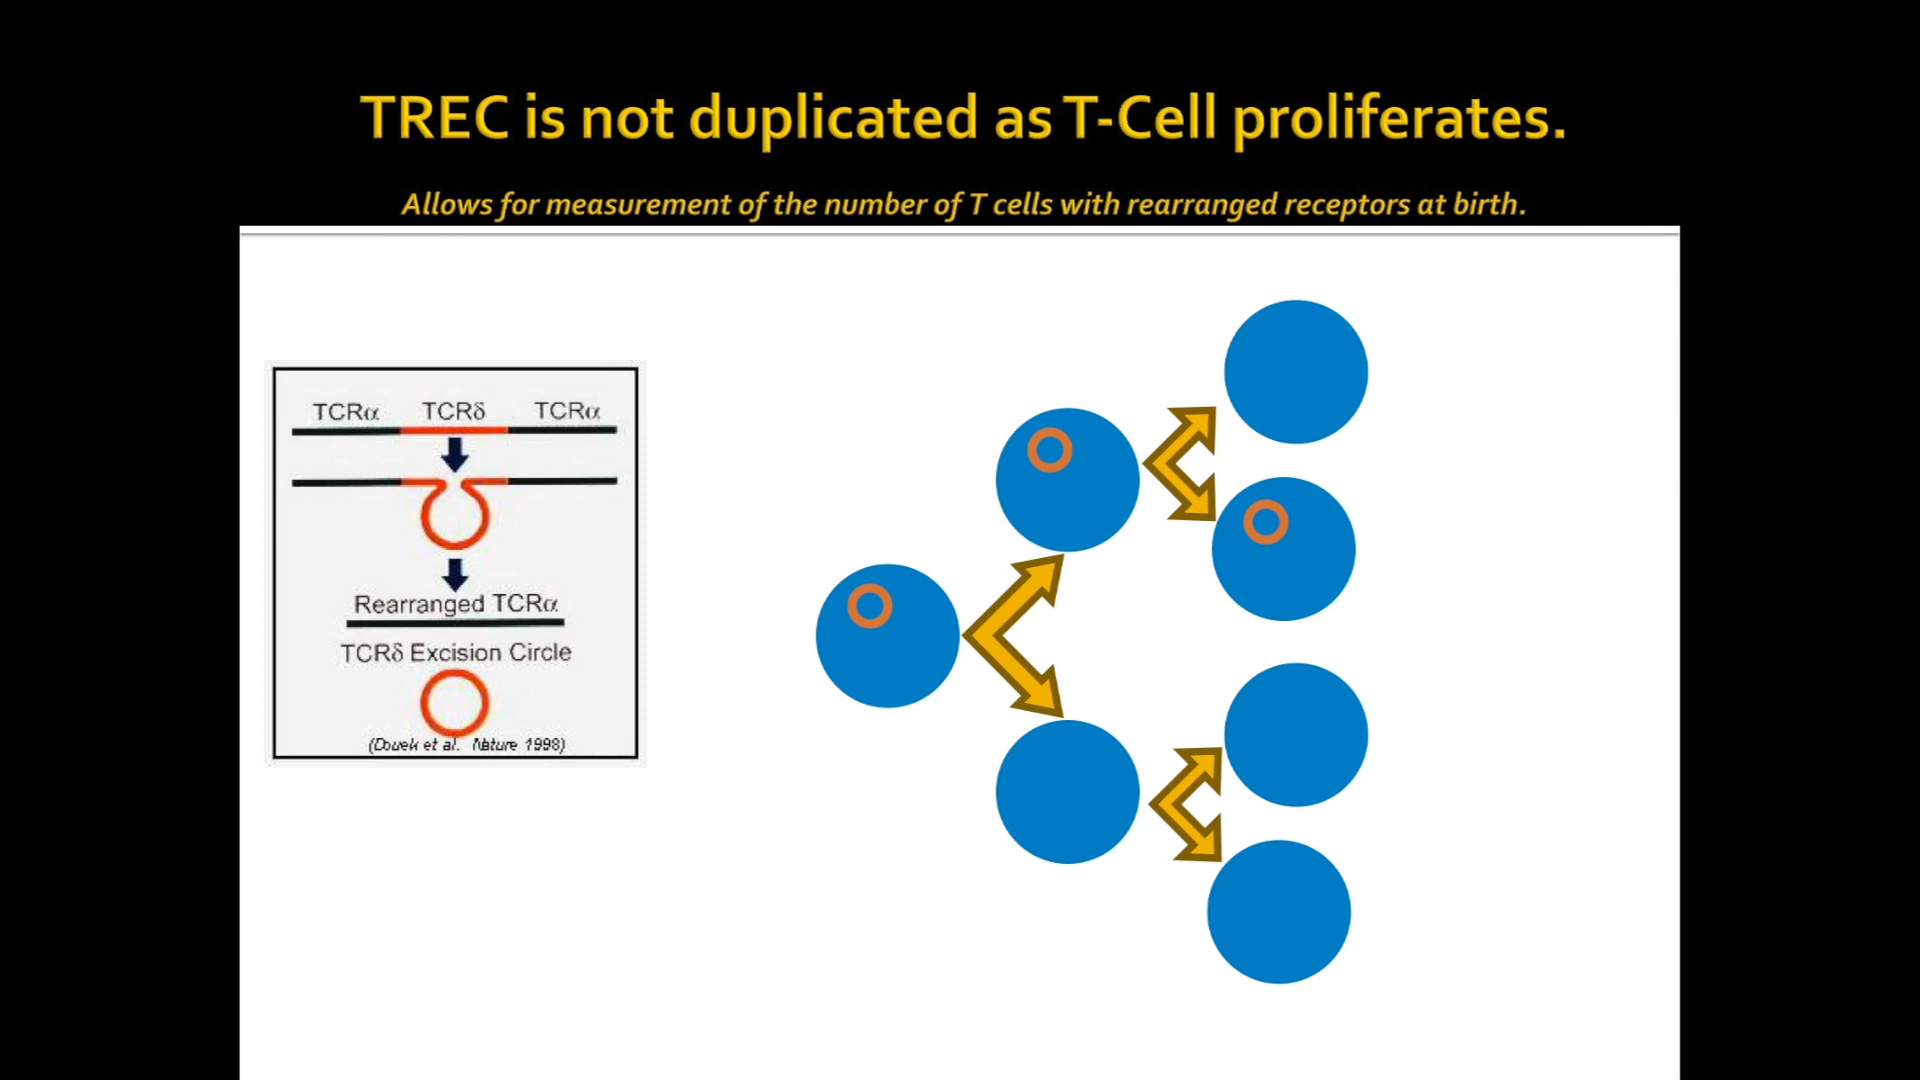 TREC is not duplicated as T-Cell proliferates.
Allows for measurement of the number of T cells with rearranged receptors at birth.
TCRα TCRδ TCRα
Rearranged TCRα
TCRδ Excision Circle
(Douek et al. Nature 1998)